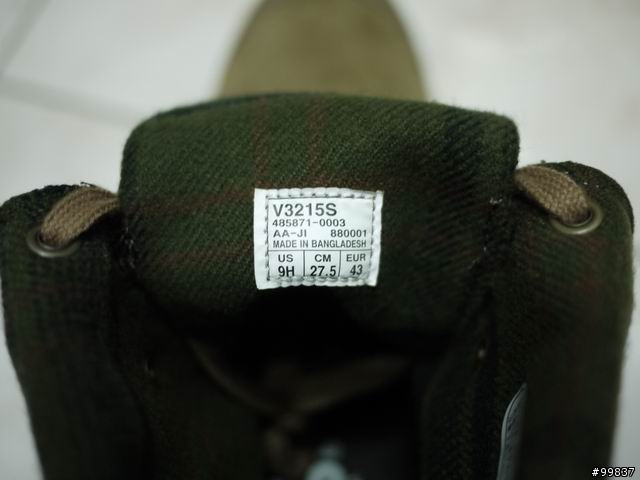 V3215S
485871-0003
AA-JI 880001
MADE IN BANGLADESH
US CM EUR
9H 27.5 43
#99837